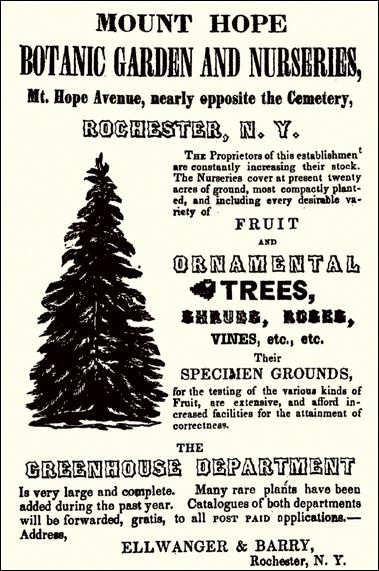 MOUNT HOPE
BOTANIC GARDEN AND NURSERIES,
Mt. Hope Avenue, nearly opposite the Cemetery,
ROCHESTER, N. Y.
THE Proprietors of this establishment
are constantly increasing their stock.
The Nurseries cover at present twenty
acres of ground, most compactly plant-
ed, and including every desirable va-
riety of
FRUIT
AND
ORNAMENTAL
TREES,
SHRUBS, ROSES,
VINES, etc., etc.
Their
SPECIMEN GROUNDS,
for the testing of the various kinds of
Fruit, are extensive, and afford in-
creased facilities for the attainment of
correctness.
THE
GREENHOUSE DEPARTMENT
Is very large and complete. Many rare plants have been
added during the past year. Catalogues of both departments
will be forwarded, gratis, to all POST PAID applications.—
Address,
ELLWANGER & BARRY,
Rochester, N. Y.